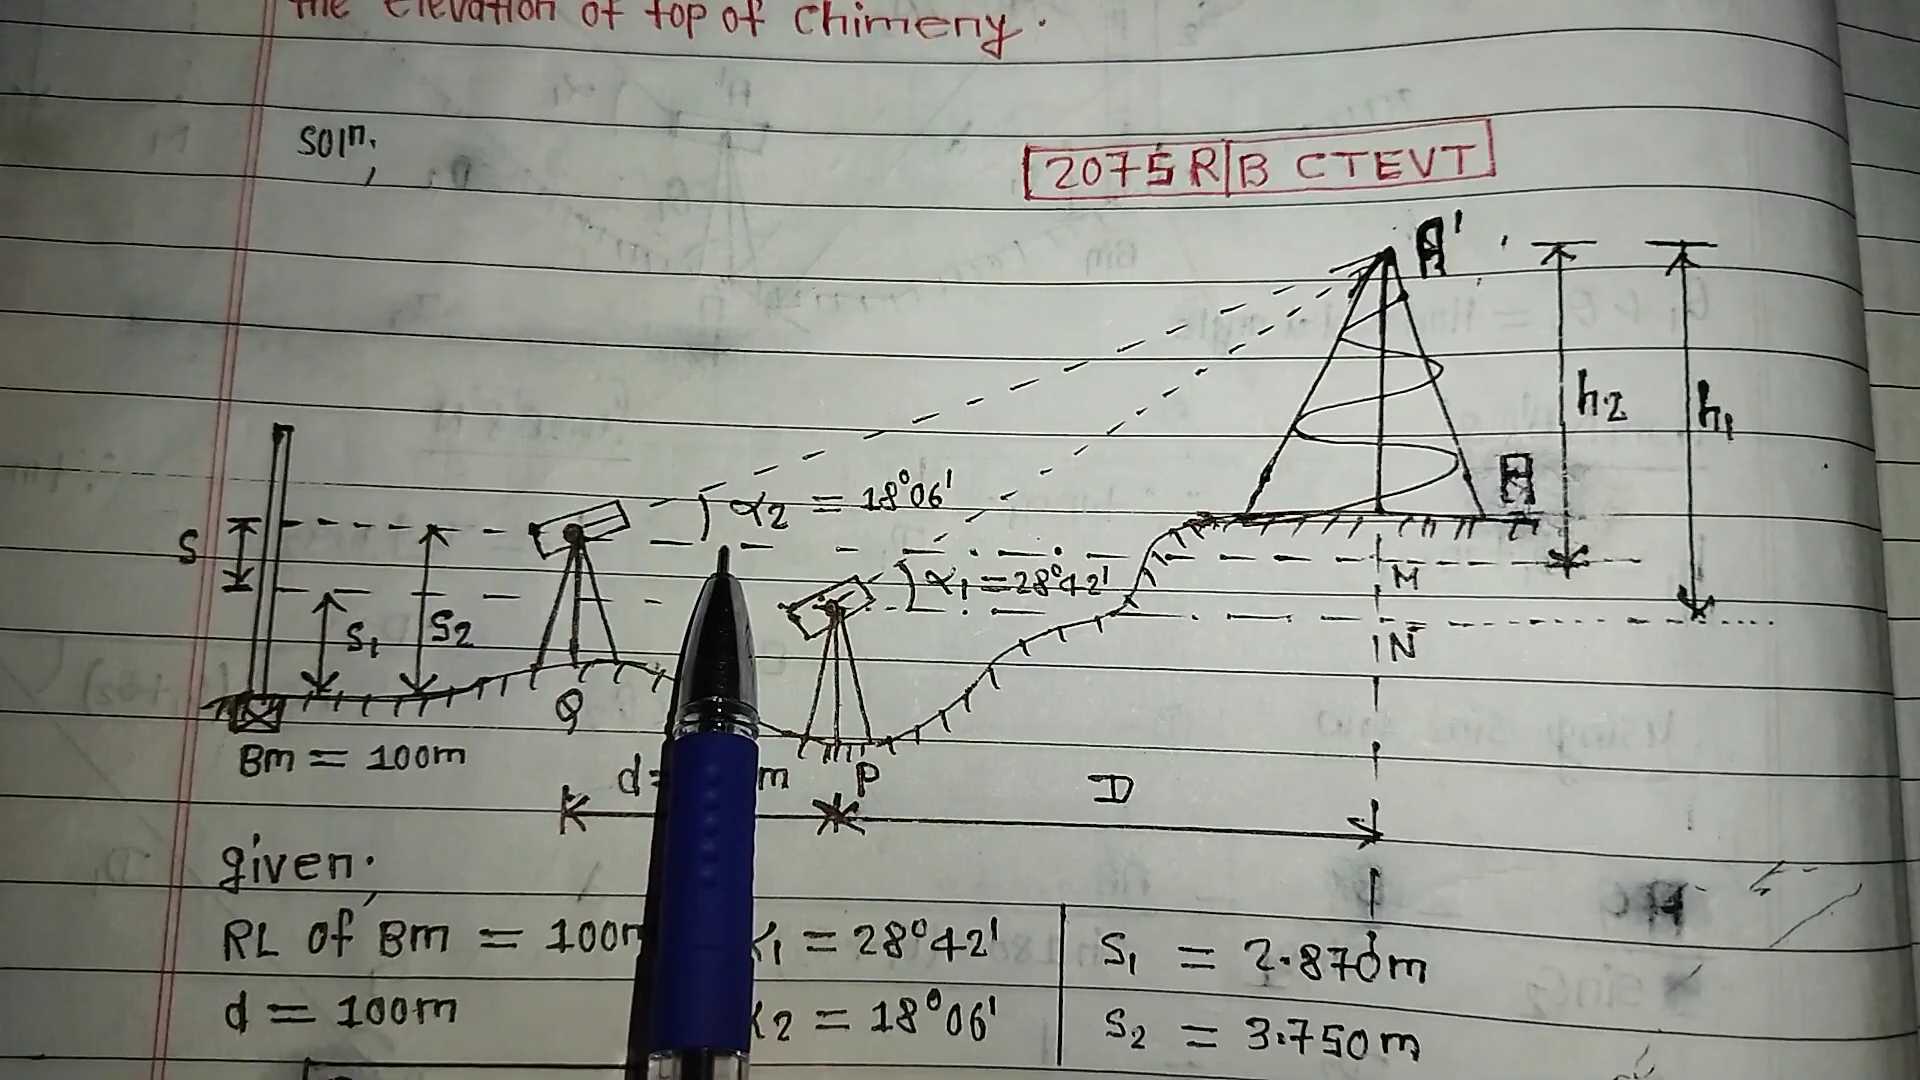 the elevation of top of chimeny.
Soln;
2075 R|B CTEVT
A'
h2
h1
α2 = 18°06'
A
S
α1 = 28°42'
M
S1
S2
N
Q
Bm = 100m
d=
m
P
D
given.
RL of Bm = 100m
α1 = 28°42'
S1 = 2.870m
d = 100m
α2 = 18°06'
S2 = 3.750m